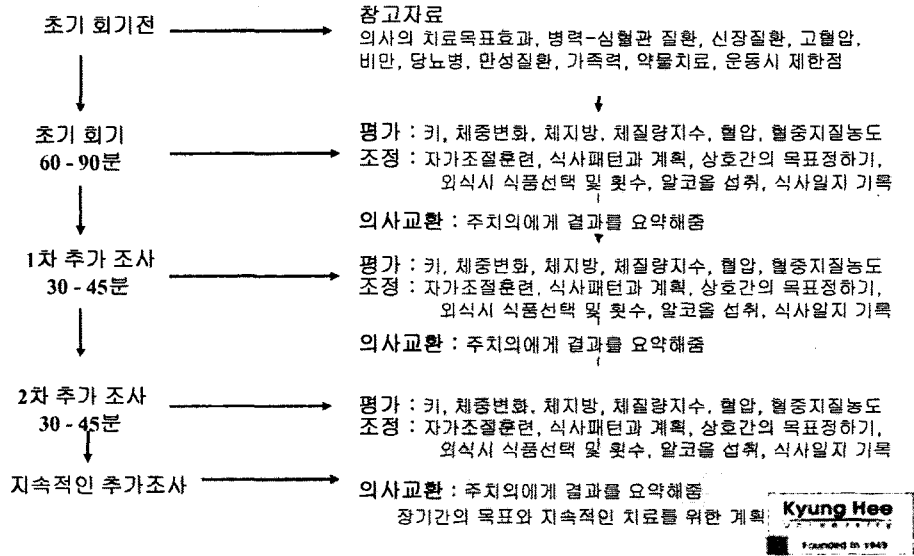 초기 회기전
참고자료
의사의 치료목표효과, 병력-심혈관 질환, 신장질환, 고혈압,
비만, 당뇨병, 만성질환, 가족력, 약물치료, 운동시 제한점
초기 회기
60 - 90분
평가 : 키, 체중변화, 체지방, 체질량지수, 혈압, 혈중지질농도
조정 : 자가조절훈련, 식사패턴과 계획, 상호간의 목표정하기,
외식시 식품선택 및 횟수, 알코올 섭취, 식사일지 기록
의사교환 : 주치의에게 결과를 요약해줌
1차 추가 조사
30 - 45분
평가 : 키, 체중변화, 체지방, 체질량지수, 혈압, 혈중지질농도
조정 : 자가조절훈련, 식사패턴과 계획, 상호간의 목표정하기,
외식시 식품선택 및 횟수, 알코올 섭취, 식사일지 기록
의사교환 : 주치의에게 결과를 요약해줌
2차 추가 조사
30 - 45분
평가 : 키, 체중변화, 체지방, 체질량지수, 혈압, 혈중지질농도
조정 : 자가조절훈련, 식사패턴과 계획, 상호간의 목표정하기,
외식시 식품선택 및 횟수, 알코올 섭취, 식사일지 기록
지속적인 추가조사
의사교환 : 주치의에게 결과를 요약해줌
장기간의 목표와 지속적인 치료를 위한 계획
Kyung Hee
Founded in 1949